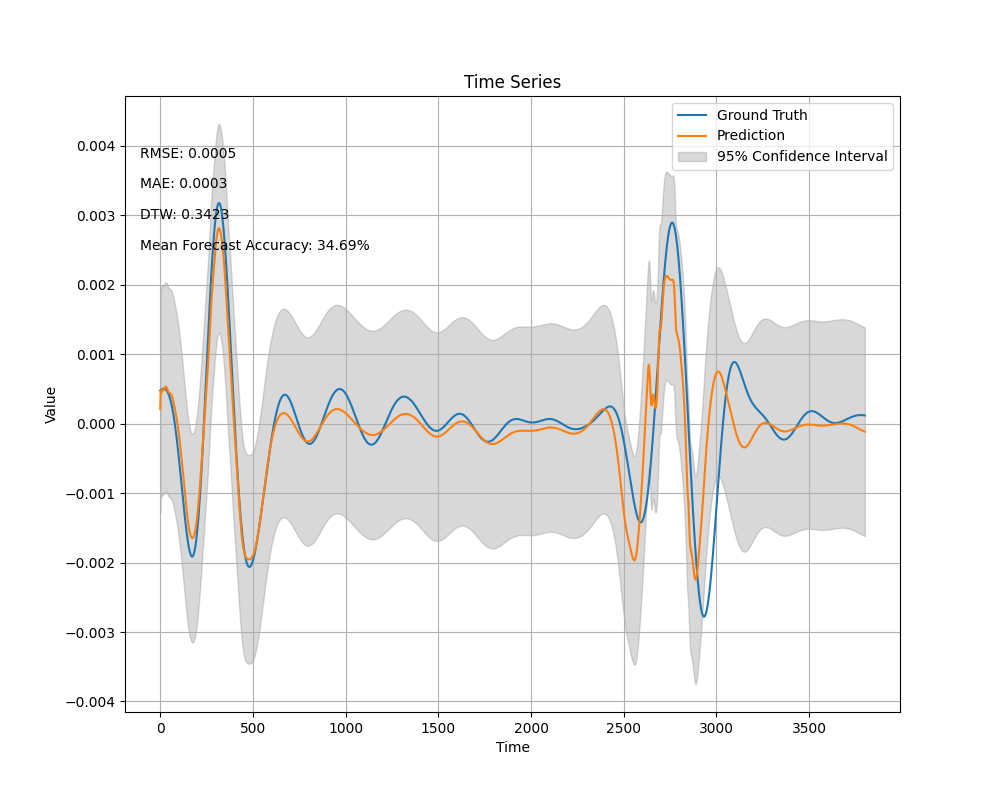 Time Series
Ground Truth
Prediction
95% Confidence Interval
RMSE: 0.0005
MAE: 0.0003
DTW: 0.3423
Mean Forecast Accuracy: 34.69%
Value
0.004
0.003
0.002
0.001
0.000
−0.001
−0.002
−0.003
−0.004
0 500 1000 1500 2000 2500 3000 3500
Time